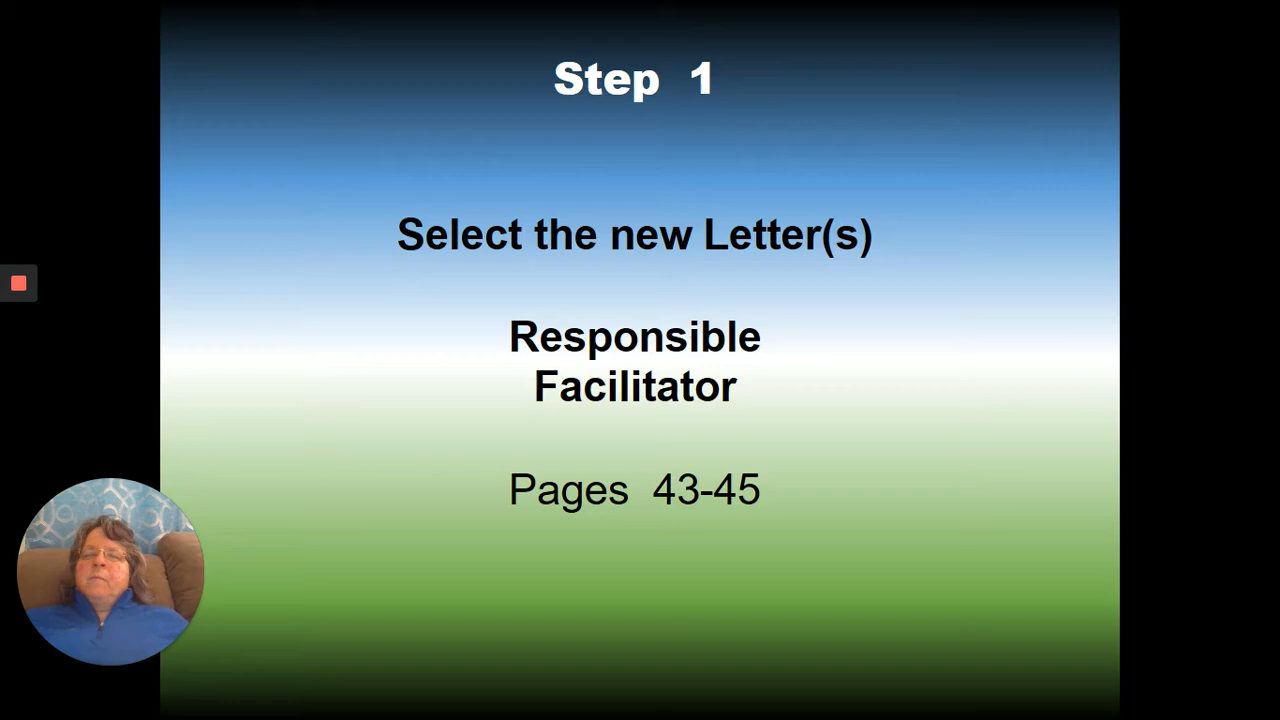 Step 1
Select the new Letter(s)
Responsible
Facilitator
Pages 43-45